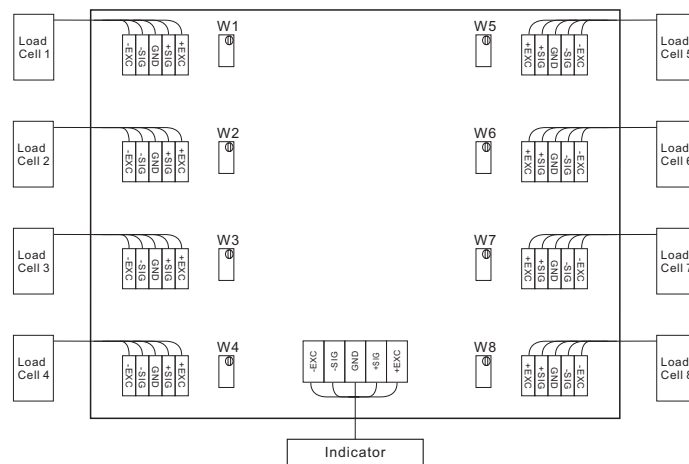 Load
Cell 1
-EXC
-SIG
GND
+SIG
+EXC
W1
W5
+EXC
+SIG
GND
-SIG
-EXC
Load
Cell 5
Load
Cell 2
-EXC
-SIG
GND
+SIG
+EXC
W2
W6
+EXC
+SIG
GND
-SIG
-EXC
Load
Cell 6
Load
Cell 3
-EXC
-SIG
GND
+SIG
+EXC
W3
W7
+EXC
+SIG
GND
-SIG
-EXC
Load
Cell 7
Load
Cell 4
-EXC
-SIG
GND
+SIG
+EXC
W4
-EXC
-SIG
GND
+SIG
+EXC
W8
+EXC
+SIG
GND
-SIG
-EXC
Load
Cell 8
Indicator